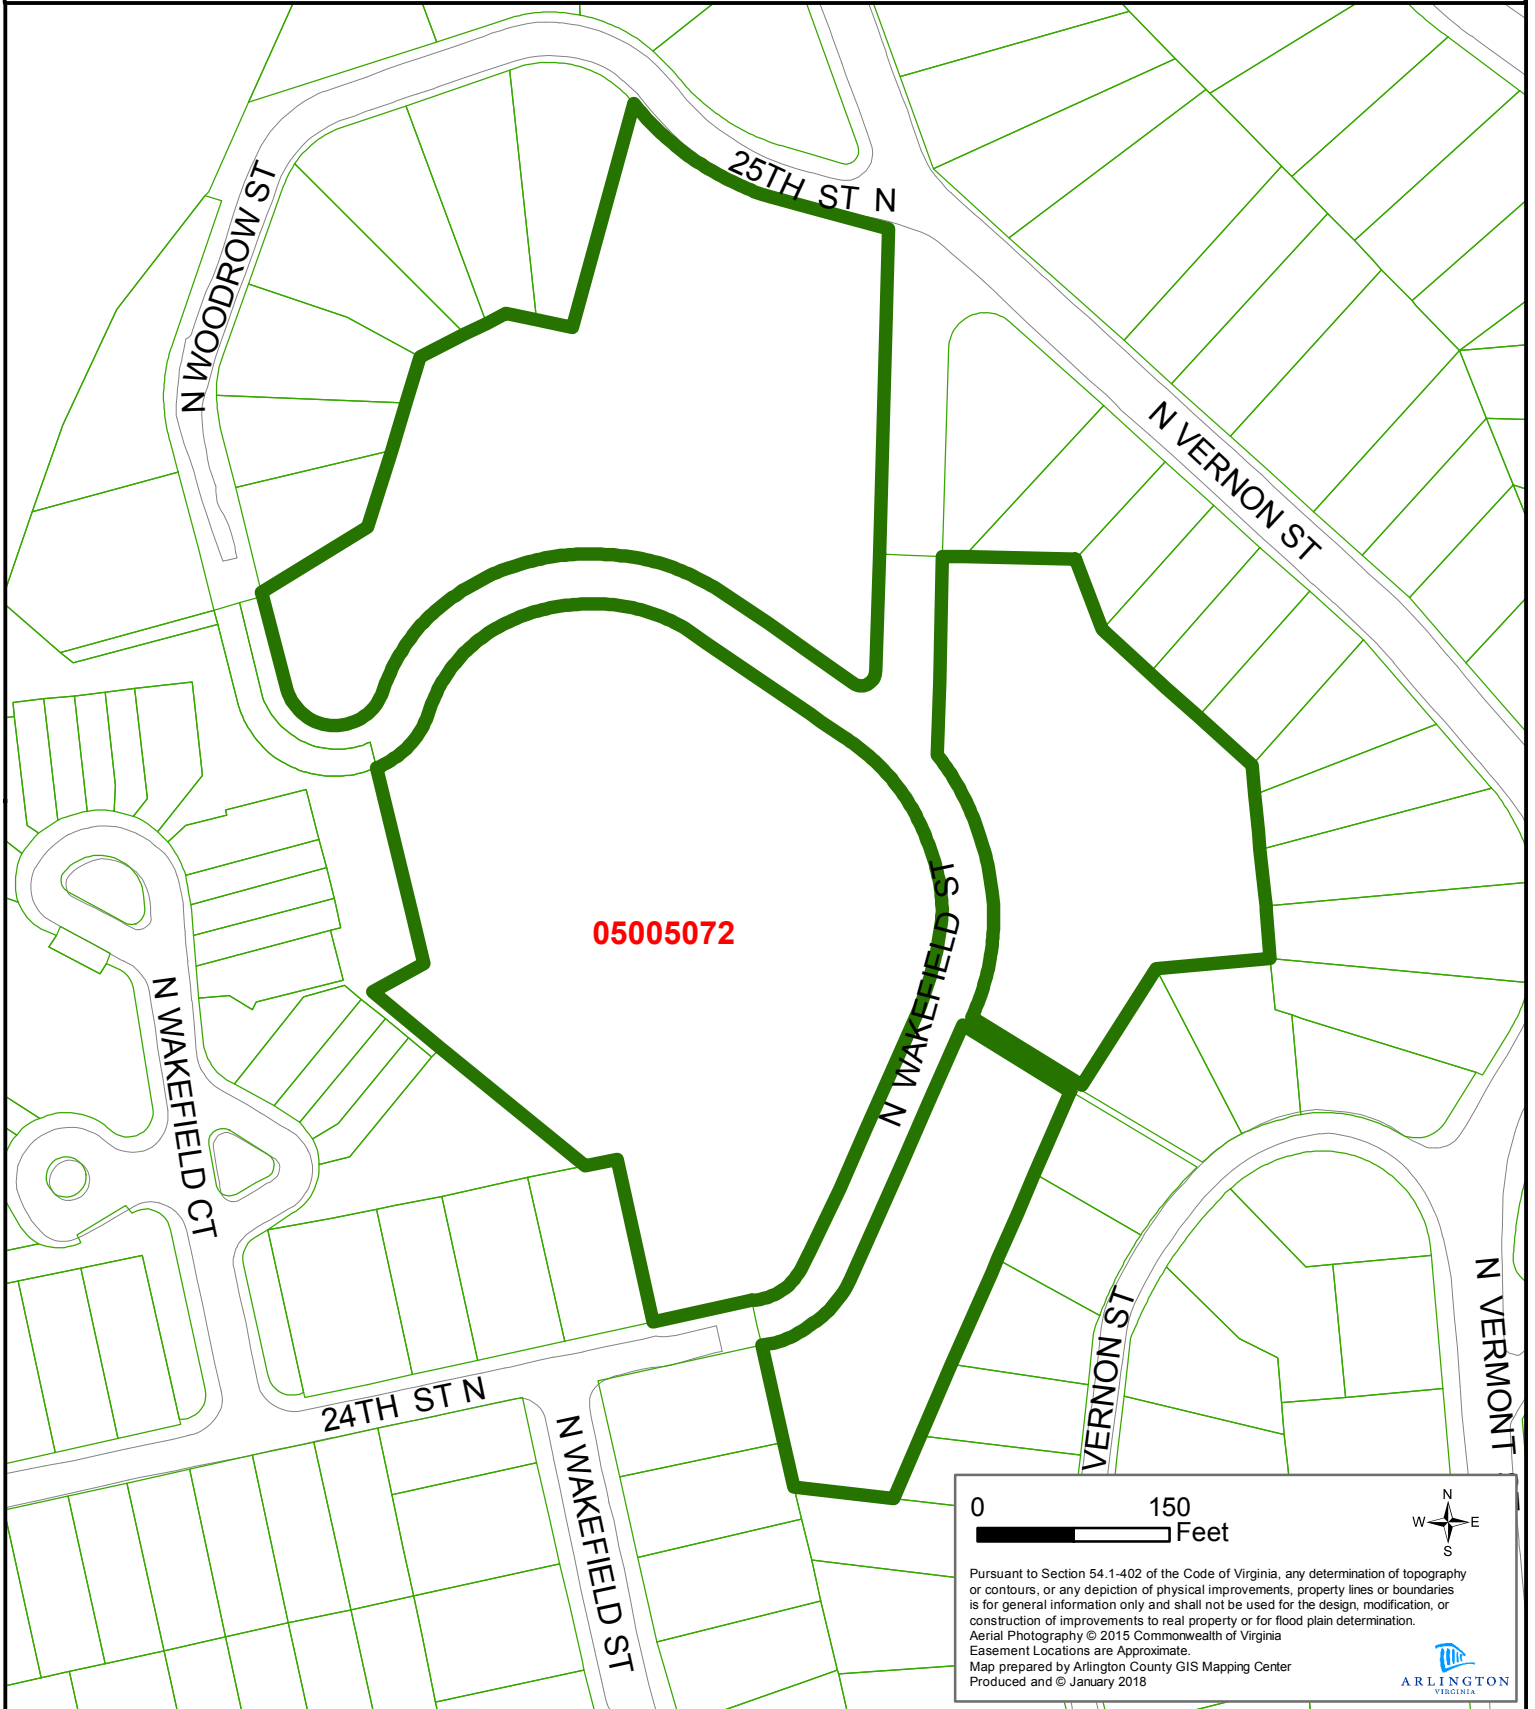 25TH ST N
N WOODROW ST
N VERNON ST
N WAKEFIELD ST
05005072
N WAKEFIELD CT
N VERMONT
VERNON ST
24TH ST N
N WAKEFIELD ST
0 150
Feet
N
W E
S
Pursuant to Section 54.1-402 of the Code of Virginia, any determination of topography
or contours, or any depiction of physical improvements, property lines or boundaries
is for general information only and shall not be used for the design, modification, or
construction of improvements to real property or for flood plain determination.
Aerial Photography © 2015 Commonwealth of Virginia
Easement Locations are Approximate.
Map prepared by Arlington County GIS Mapping Center
Produced and © January 2018
ARLINGTON
VIRGINIA